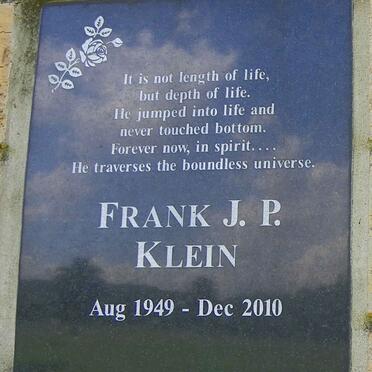 It is not length of life,
but depth of life.
He jumped into life and
never touched bottom.
Forever now, in spirit....
He traverses the boundless universe.
FRANK J. P.
KLEIN
Aug 1949 - Dec 2010